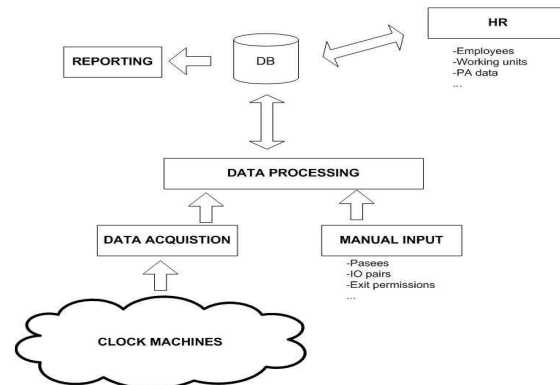 HR
REPORTING
DB
-Employees
-Working units
-PA data
...
DATA PROCESSING
DATA ACQUISTION
MANUAL INPUT
-Pasees
-IO pairs
-Exit permissions
...
CLOCK MACHINES